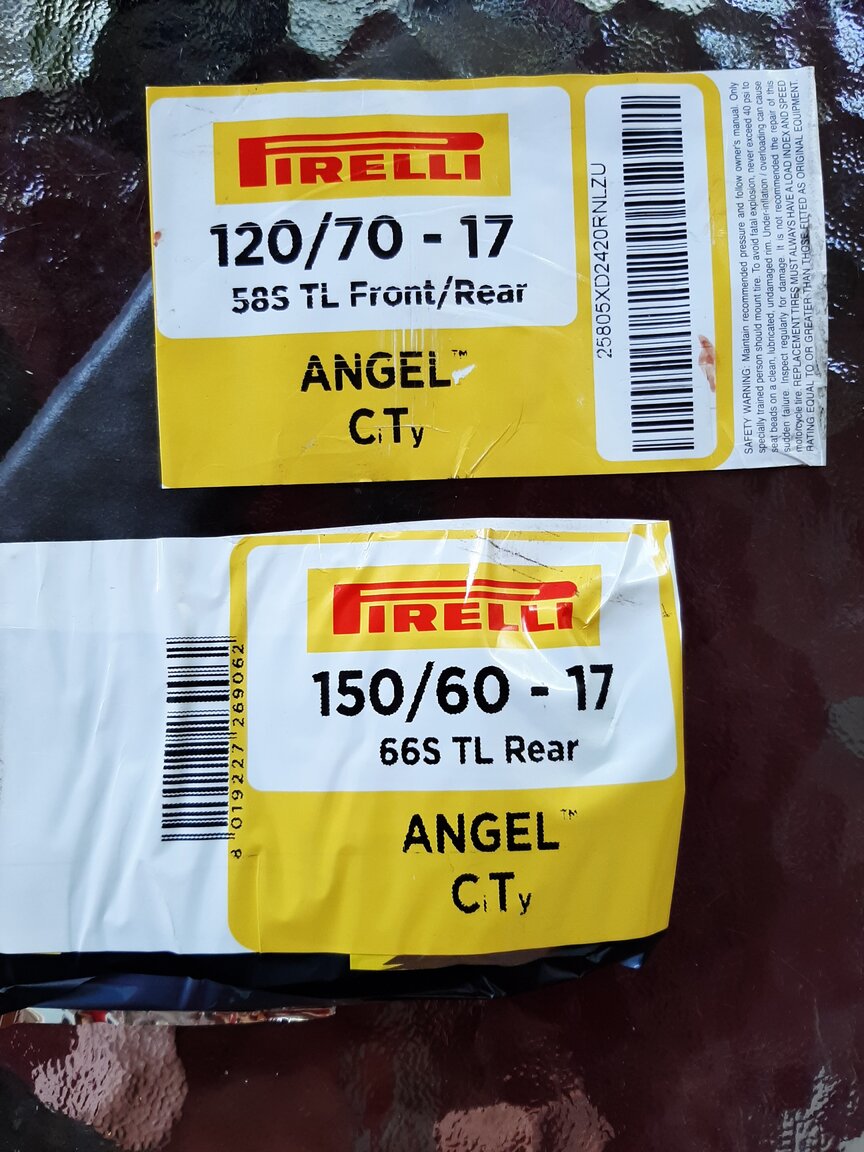 PIRELLI
120/70 - 17
58S TL Front/Rear
ANGEL™
CiTy
25805XD2420RNLZU
SAFETY WARNING: Maintain recommended pressure and follow owner's manual. Only
specially trained person should mount tire. To avoid fatal explosion, never exceed 40 psi to
seat beads on a clean, lubricated, undamaged rim. Under-inflation / overloading can cause
sudden failure. Inspect regularly for damage. It is not recommended the repair of this
motorcycle tire. REPLACEMENT TIRES MUST ALWAYS HAVE A LOAD INDEX AND SPEED
RATING EQUAL TO OR GREATER THAN THOSE FITTED AS ORIGINAL EQUIPMENT.
8 019227 269062
PIRELLI
150/60 - 17
66S TL Rear
ANGEL™
CiTy